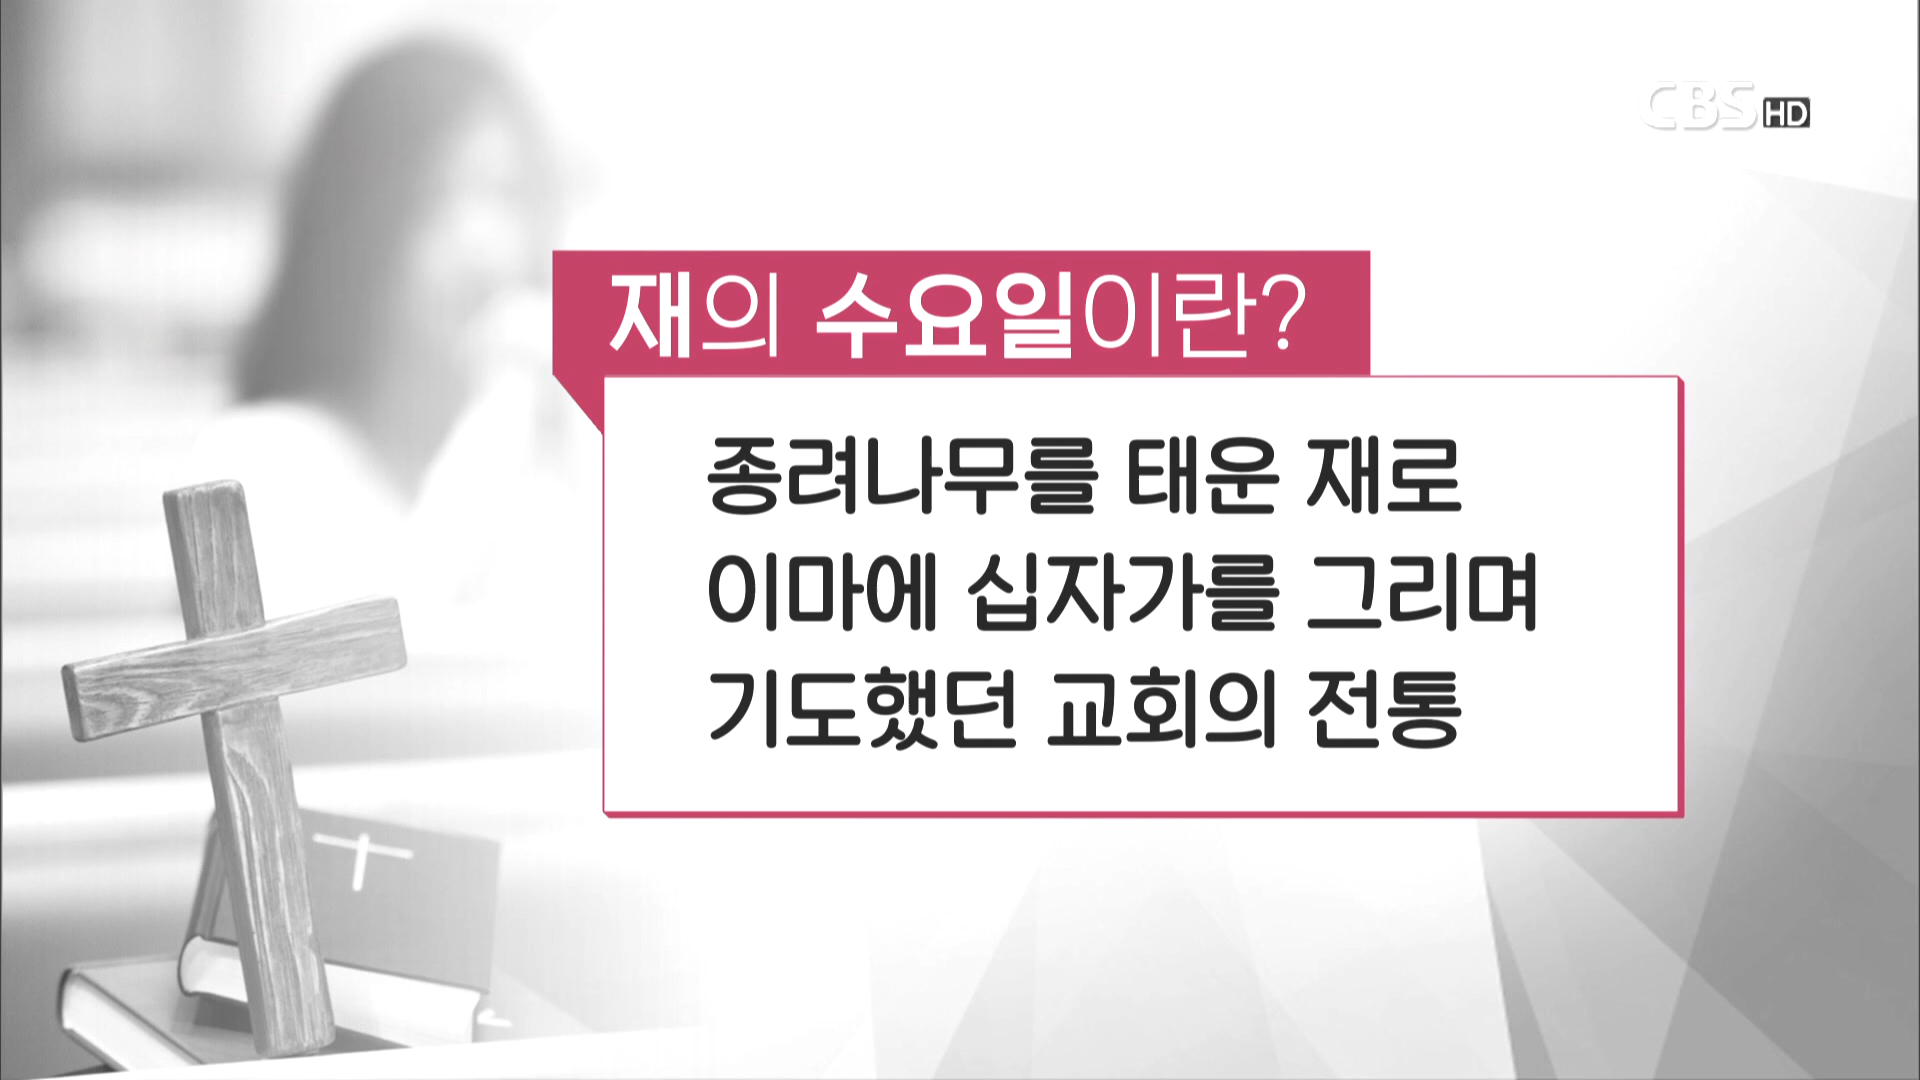 CBS HD
재의 수요일이란?
종려나무를 태운 재로
이마에 십자가를 그리며
기도했던 교회의 전통